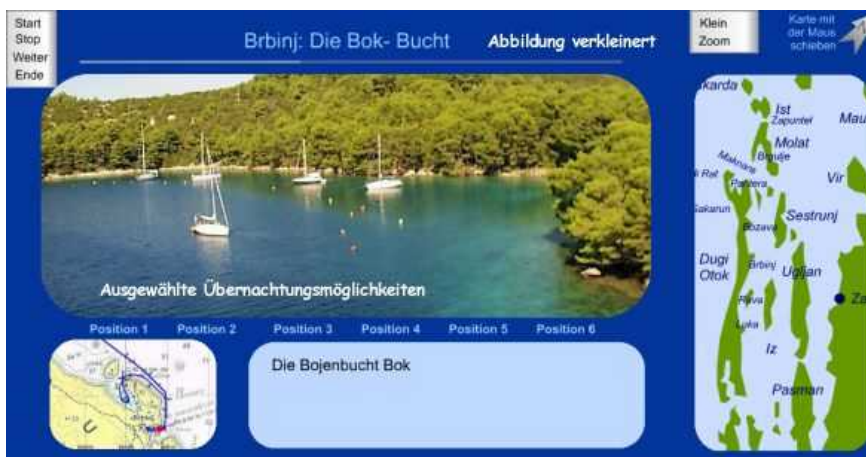 Start
Stop
Weiter
Ende
Brbinj: Die Bok- Bucht
Abbildung verkleinert
Klein
Zoom
Karte mit
der Maus
schieben
Ausgewählte Übernachtungsmöglichkeiten
Position 1
Position 2
Position 3
Position 4
Position 5
Position 6
Die Bojenbucht Bok
Ist
Zapuntel
Molat
Brgulje
Vir
Sestrunj
Bozava
Dugi
Otok
Brbinj
Ugljan
Rava
Luka
Iz
Pasman